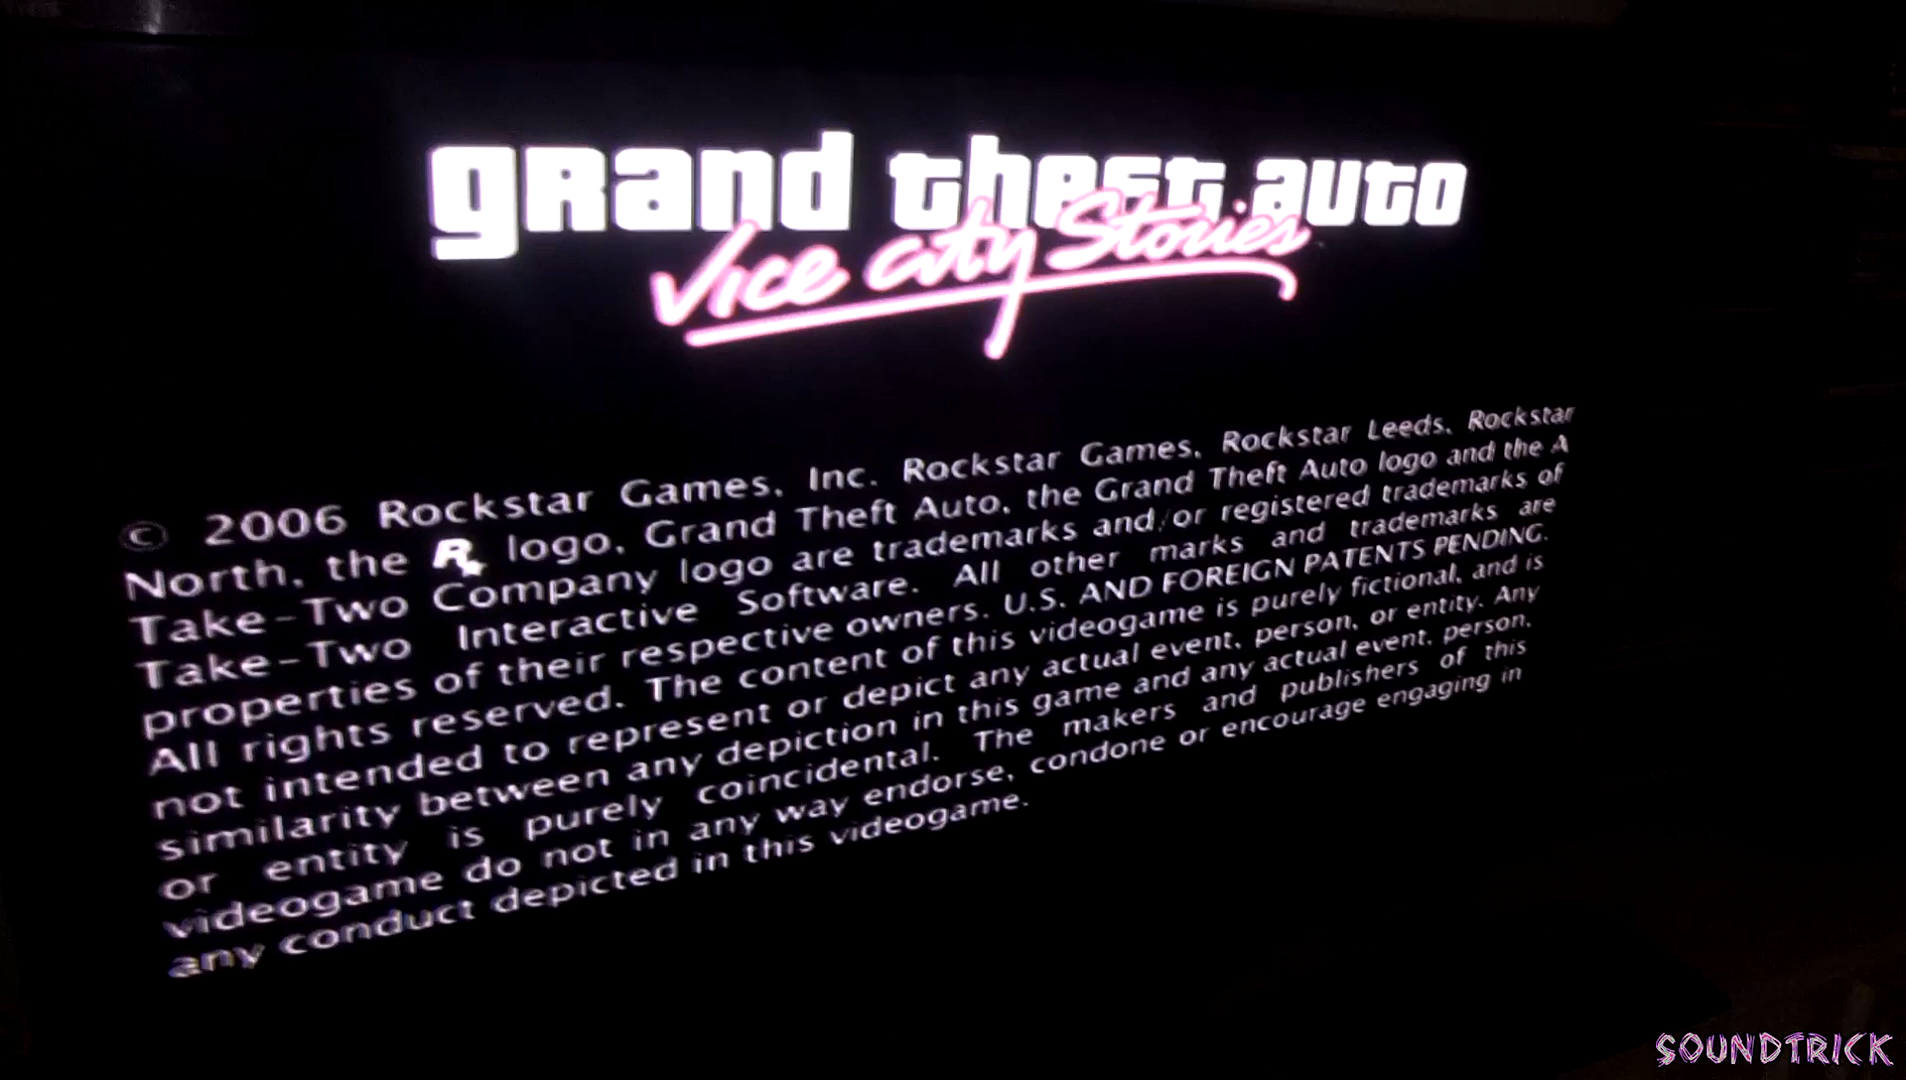 grand theft auto
Vice City Stories
© 2006 Rockstar Games, Inc. Rockstar Games, Rockstar Leeds, Rockstar
North, the R★ logo, Grand Theft Auto, the Grand Theft Auto logo and the A
Take-Two Company logo are trademarks and/or registered trademarks of
Take-Two Interactive Software. All other marks and trademarks are
properties of their respective owners. U.S. AND FOREIGN PATENTS PENDING.
All rights reserved. The content of this videogame is purely fictional, and is
not intended to represent or depict any actual event, person, or entity. Any
similarity between any depiction in this game and any actual event, person,
or entity is purely coincidental. The makers and publishers of this
videogame do not in any way endorse, condone or encourage engaging in
any conduct depicted in this videogame.
SOUNDTRICK